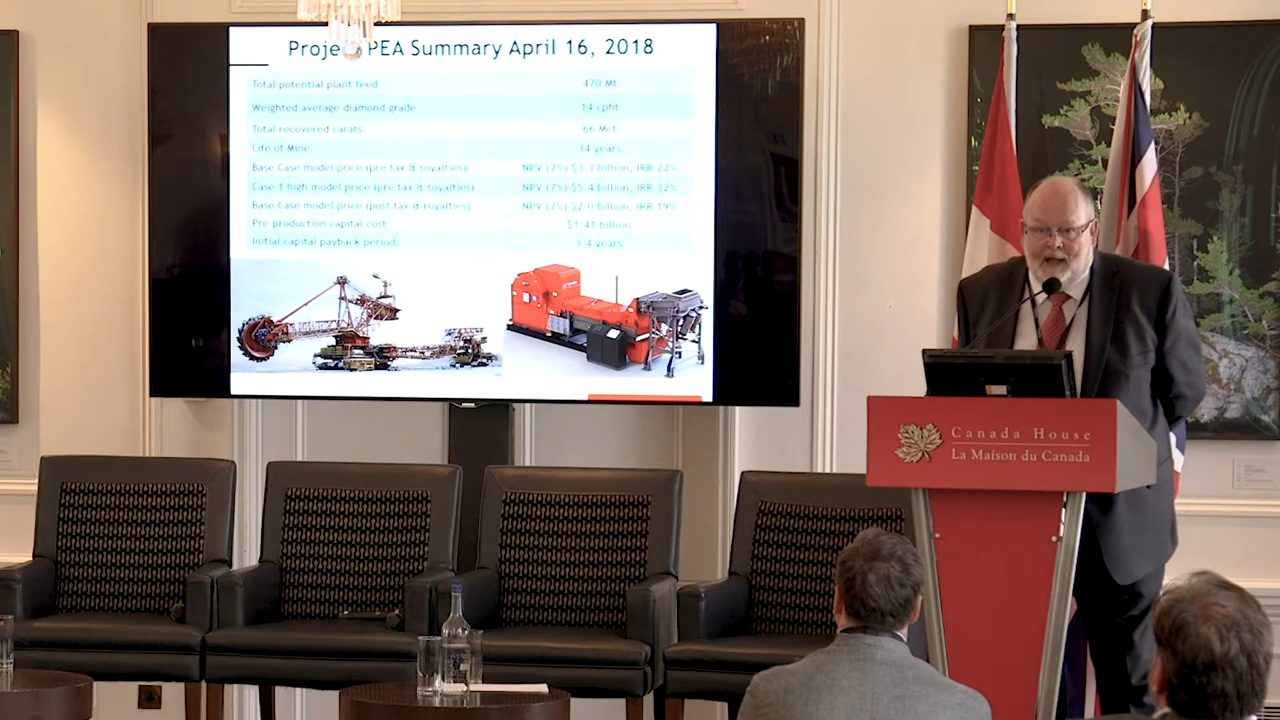 Project PEA Summary April 16, 2018
Total potential plant feed 470 Mt
Weighted average diamond grade 14 cpht
Total recovered carats 66 Mct
Life of Mine 34 years
Base Case model price (pre tax & royalties) NPV (7%) $3.3 billion, IRR 22%
Case 1 high model price (pre tax & royalties) NPV (7%) $5.4 billion, IRR 32%
Base Case model price (post tax & royalties) NPV (7%) $2.0 billion, IRR 19%
Pre-production capital cost $1.41 billion
Initial capital payback period 3.4 years
Canada House
La Maison du Canada